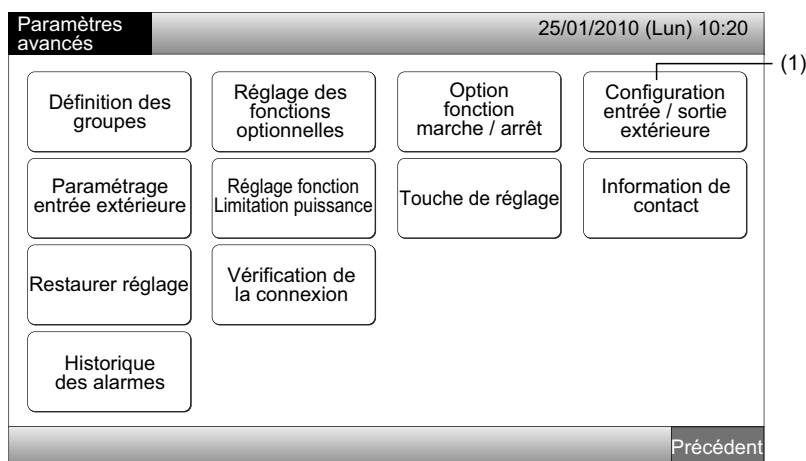 Paramètres
avancés
25/01/2010 (Lun) 10:20
(1)
Définition des
groupes
Réglage des
fonctions
optionnelles
Option
fonction
marche / arrêt
Configuration
entrée / sortie
extérieure
Paramétrage
entrée extérieure
Réglage fonction
Limitation puissance
Touche de réglage
Information de
contact
Restaurer réglage
Vérification de
la connexion
Historique
des alarmes
Précédent